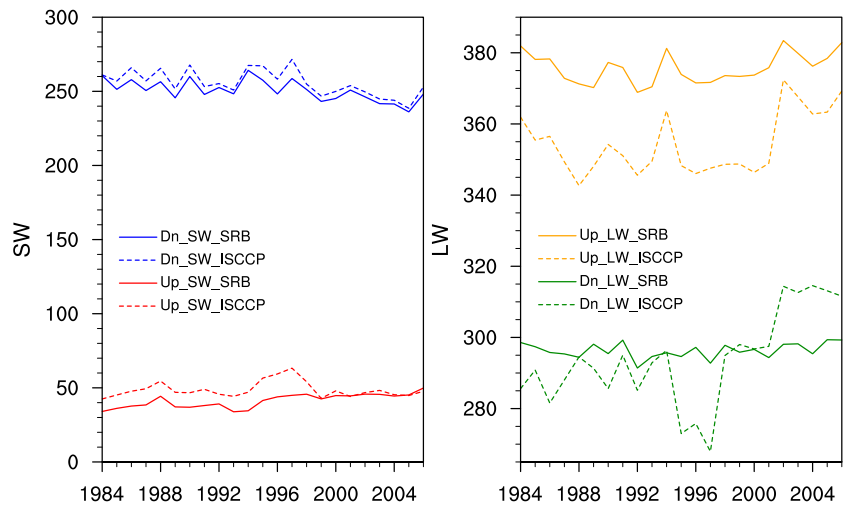 300
250
200
150
100
50
0
SW
Dn_SW_SRB
Dn_SW_ISCCP
Up_SW_SRB
Up_SW_ISCCP
1984 1988 1992 1996 2000 2004
380
360
340
320
300
280
LW
Up_LW_SRB
Up_LW_ISCCP
Dn_LW_SRB
Dn_LW_ISCCP
1984 1988 1992 1996 2000 2004